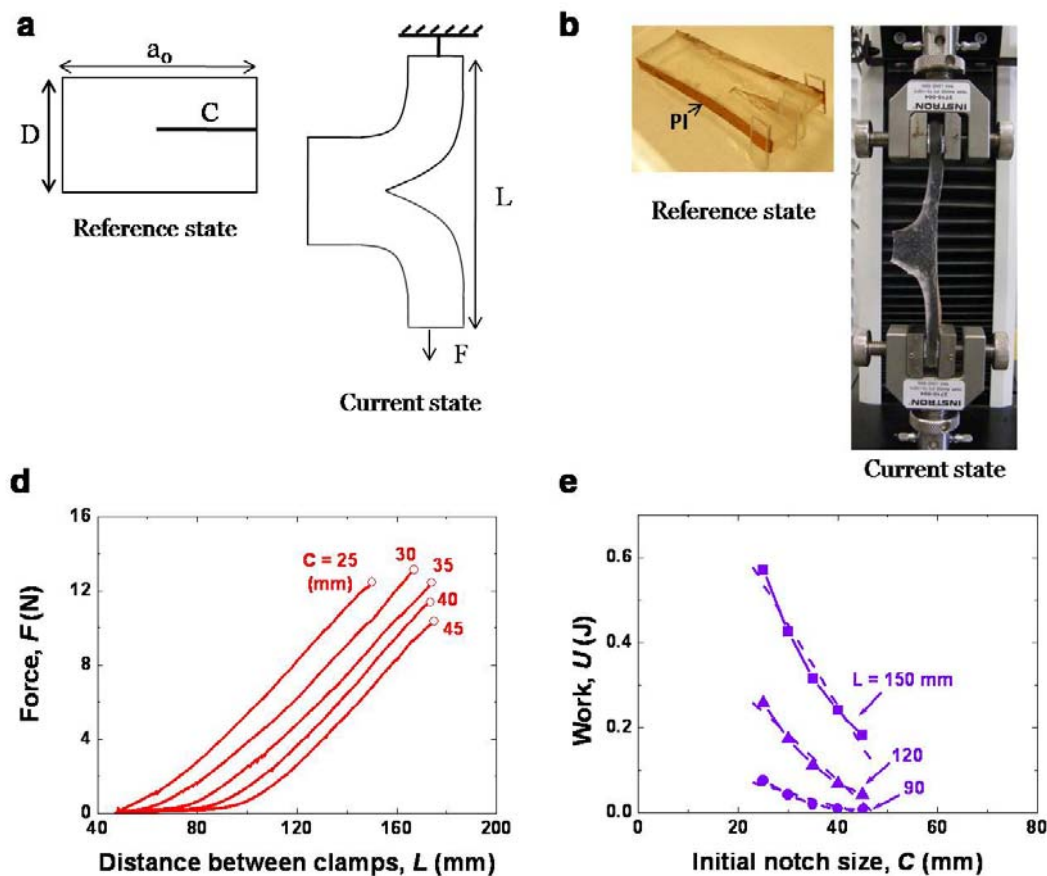 a
a₀
D
C
Reference state
L
F
Current state
b
PI
Reference state
INSTRON
INSTRON
Current state
d
Force, F (N)
16
12
8
4
0
C = 25
(mm)
30
35
40
45
40
80
120
160
200
Distance between clamps, L (mm)
e
Work, U (J)
0.6
0.4
0.2
0.0
L = 150 mm
120
90
0
20
40
60
80
Initial notch size, C (mm)